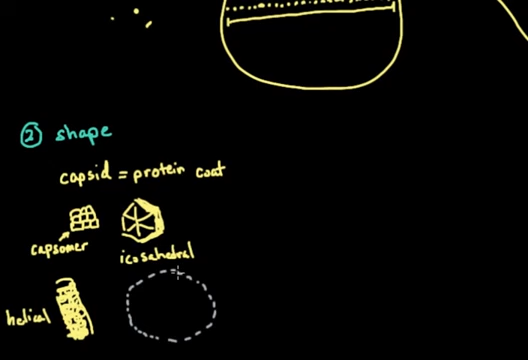 ② shape
capsid = protein coat
capsomer
icosahedral
helical